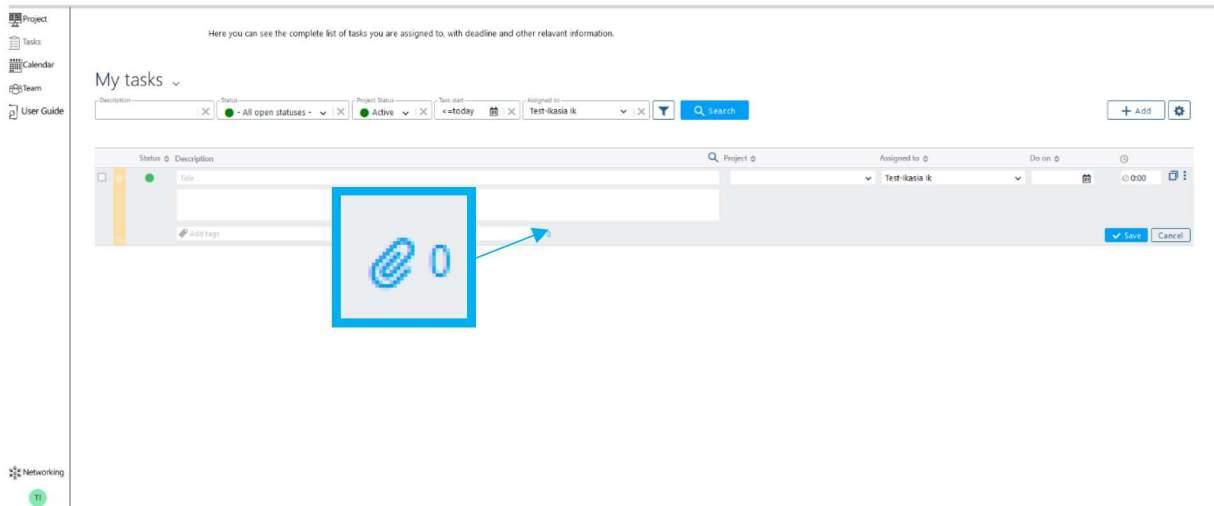 Project
Tasks
Calendar
Team
User Guide
Here you can see the complete list of tasks you are assigned to, with deadline and other relavant information.
My tasks
Description Status Project Status Task start Assigned to
- All open statuses - Active <=today Test-Ikasia Ik Search + Add
Status Description Project Assigned to Do on
Title Test-Ikasia Ik 0:00
Add tags 0 Save Cancel
0
Networking
TI